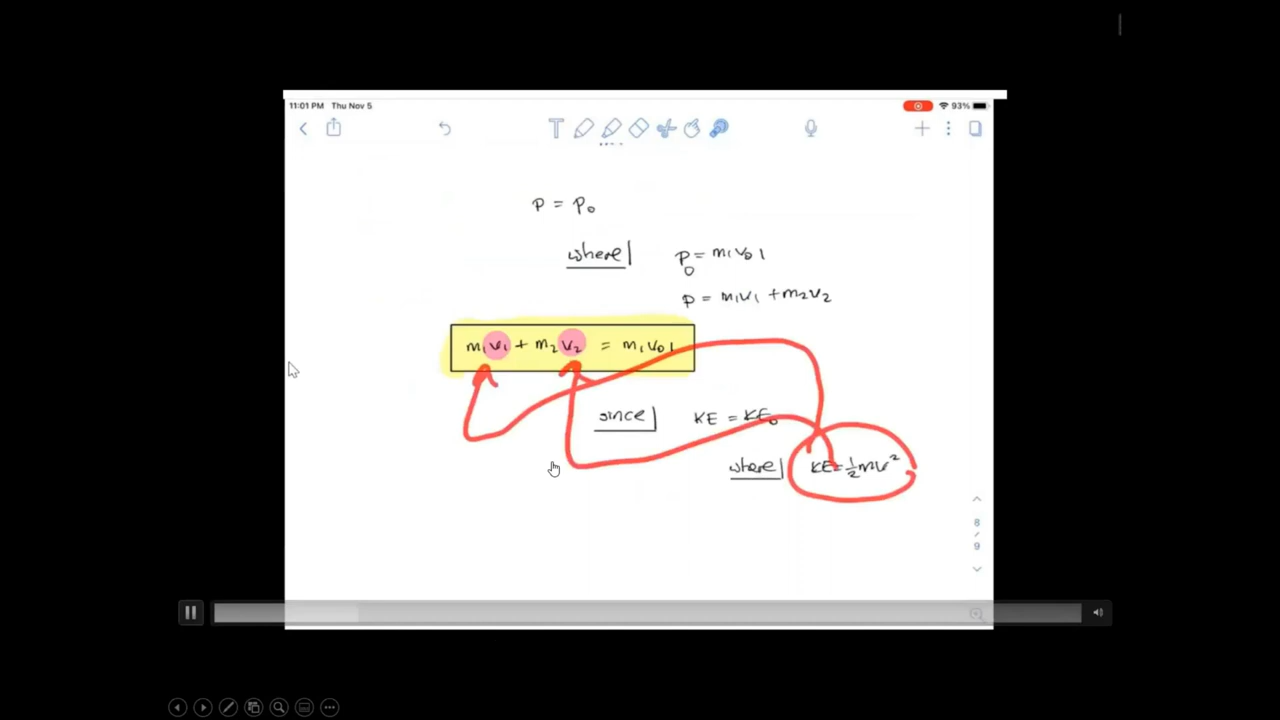 11:01 PM Thu Nov 5 93%
P = P₀
where P₀ = m₁v₀1
P = m₁v₁ + m₂v₂
m₁v₁ + m₂v₂ = m₁v₀1
since KE = KE₀
where KE = ½mv²
8
/
9